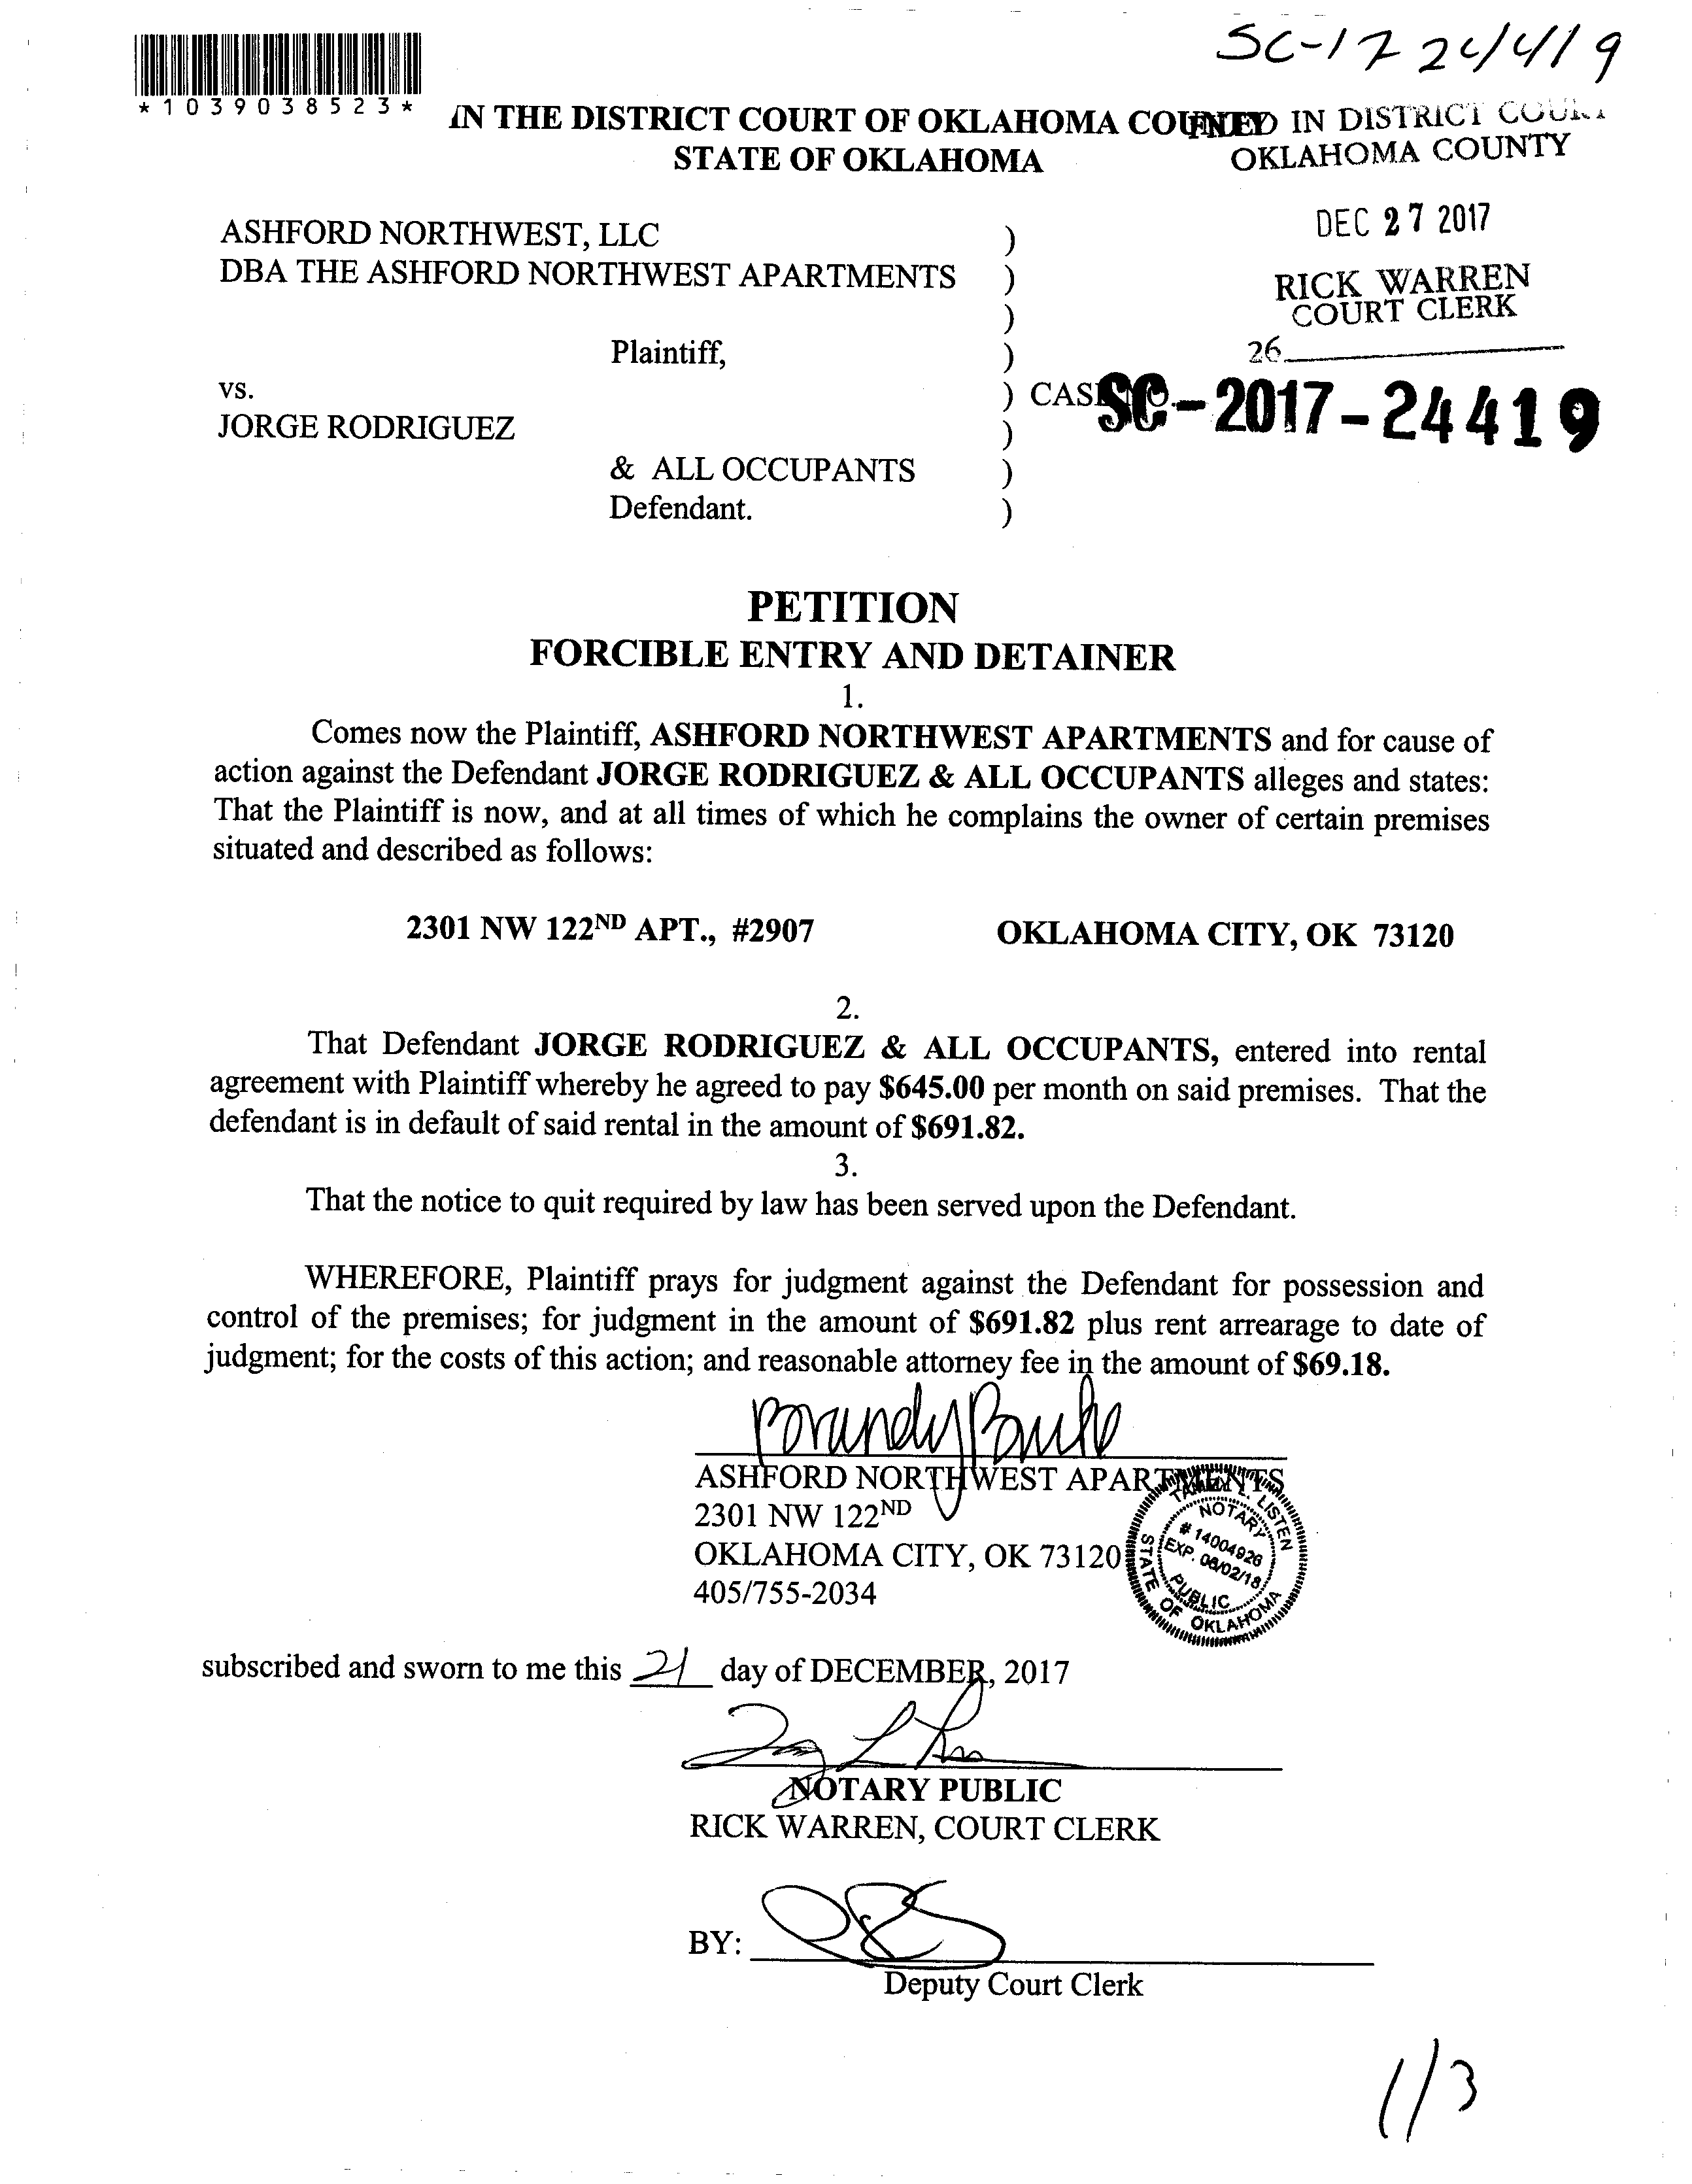 SC-17 24419
*1039038523*
IN THE DISTRICT COURT OF OKLAHOMA COUNTY
STATE OF OKLAHOMA
FILED IN DISTRICT COURT
OKLAHOMA COUNTY
DEC 27 2017
RICK WARREN
COURT CLERK
26
ASHFORD NORTHWEST, LLC )
DBA THE ASHFORD NORTHWEST APARTMENTS )
)
Plaintiff, )
vs. ) CASE NO. SC-2017-24419
JORGE RODRIGUEZ )
& ALL OCCUPANTS )
Defendant. )
PETITION
FORCIBLE ENTRY AND DETAINER
1.
Comes now the Plaintiff, ASHFORD NORTHWEST APARTMENTS and for cause of
action against the Defendant JORGE RODRIGUEZ & ALL OCCUPANTS alleges and states:
That the Plaintiff is now, and at all times of which he complains the owner of certain premises
situated and described as follows:
2301 NW 122ND APT., #2907 OKLAHOMA CITY, OK 73120
2.
That Defendant JORGE RODRIGUEZ & ALL OCCUPANTS, entered into rental
agreement with Plaintiff whereby he agreed to pay $645.00 per month on said premises. That the
defendant is in default of said rental in the amount of $691.82.
3.
That the notice to quit required by law has been served upon the Defendant.
WHEREFORE, Plaintiff prays for judgment against the Defendant for possession and
control of the premises; for judgment in the amount of $691.82 plus rent arrearage to date of
judgment; for the costs of this action; and reasonable attorney fee in the amount of $69.18.
Brandy
ASHFORD NORTHWEST APARTMENTS
2301 NW 122ND
OKLAHOMA CITY, OK 73120
405/755-2034
L. LISTEN
NOTARY
# 14004926
EXP. 06/02/18
PUBLIC
STATE OF OKLAHOMA
subscribed and sworn to me this 21 day of DECEMBER, 2017
NOTARY PUBLIC
RICK WARREN, COURT CLERK
BY:
Deputy Court Clerk
1/3